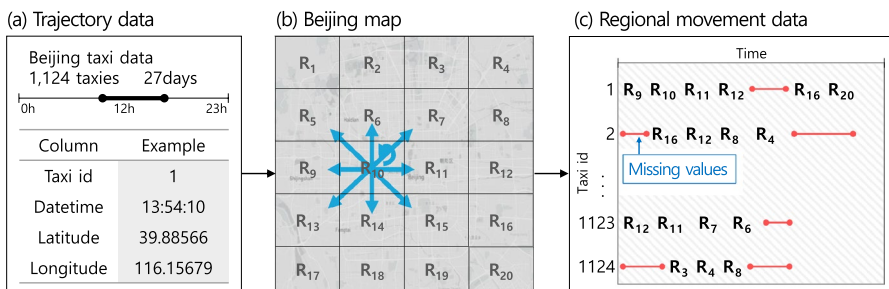 (a) Trajectory data
Beijing taxi data
1,124 taxies 27days
0h 12h 23h
Column Example
Taxi id 1
Datetime 13:54:10
Latitude 39.88566
Longitude 116.15679
(b) Beijing map
R1 R2 R3 R4
R5 R6 R7 R8
R9 R10 R11 R12
R13 R14 R15 R16
R17 R18 R19 R20
(c) Regional movement data
Time
Taxi id
1 R9 R10 R11 R12 R16 R20
2 R16 R12 R8 R4
Missing values
...
1123 R12 R11 R7 R6
1124 R3 R4 R8